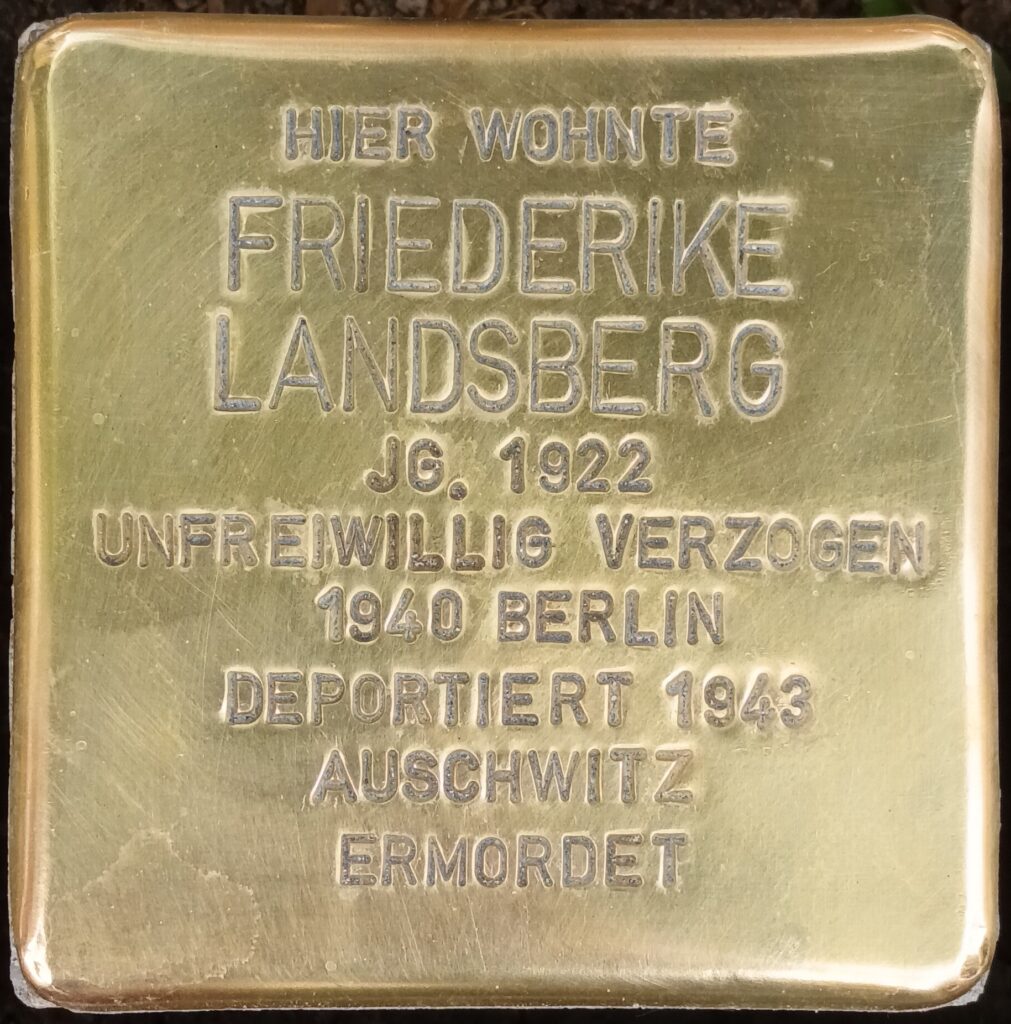 HIER WOHNTE
FRIEDERIKE
LANDSBERG
JG. 1922
UNFREIWILLIG VERZOGEN
1940 BERLIN
DEPORTIERT 1943
AUSCHWITZ
ERMORDET